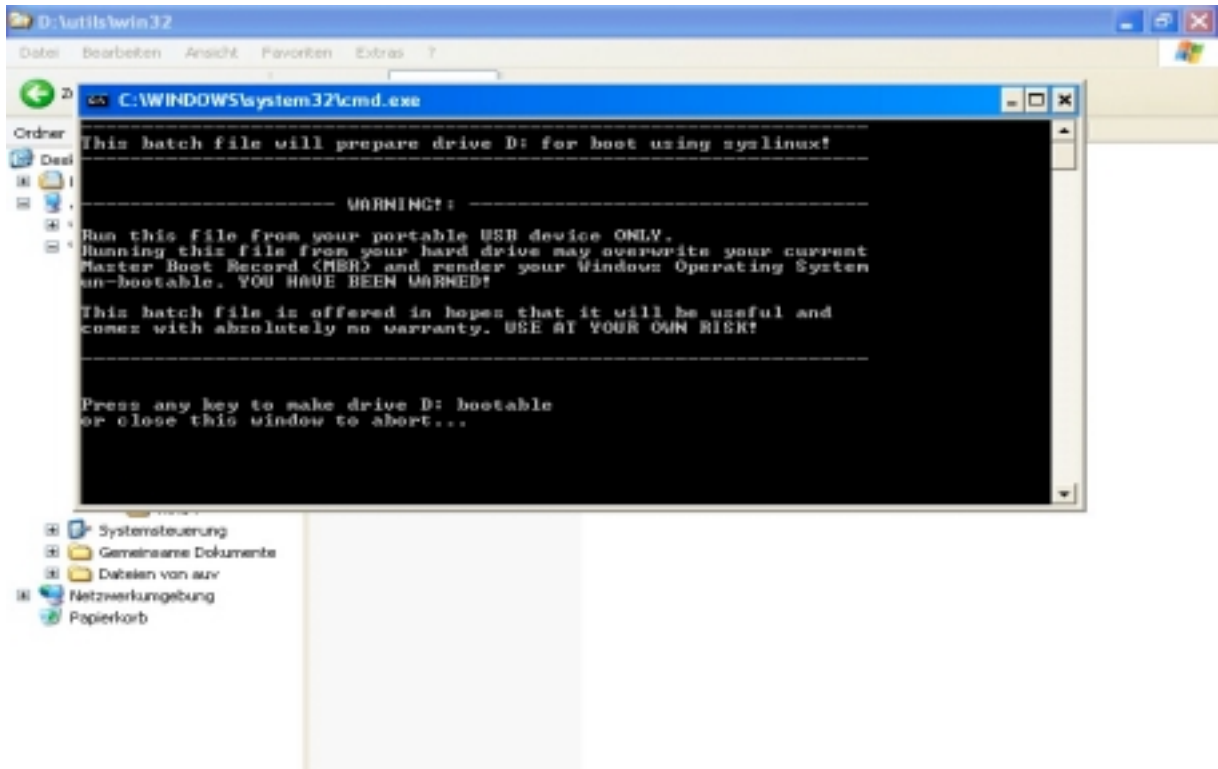 D:\utils\win32
Datei Bearbeiten Ansicht Favoriten Extras ?
C:\WINDOWS\system32\cmd.exe
Ordner
This batch file will prepare drive D: for boot using syslinux!
WARNING!:
Run this file from your portable USB device ONLY.
Running this file from your hard drive may overwrite your current
Master Boot Record (MBR) and render your Windows Operating System
un-bootable. YOU HAVE BEEN WARNED!
This batch file is offered in hopes that it will be useful and
comes with absolutely no warranty. USE AT YOUR OWN RISK!
Press any key to make drive D: bootable
or close this window to abort...
Systemsteuerung
Gemeinsame Dokumente
Dateien von auv
Netzwerkumgebung
Papierkorb